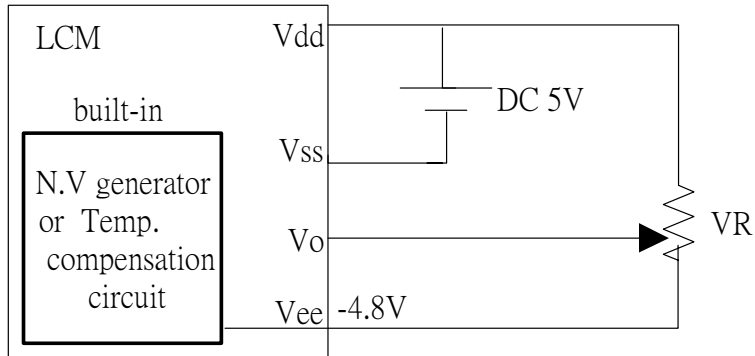 LCM
Vdd
built-in
DC 5V
Vss
N.V generator
or Temp.
compensation
circuit
Vo
VR
Vee
-4.8V